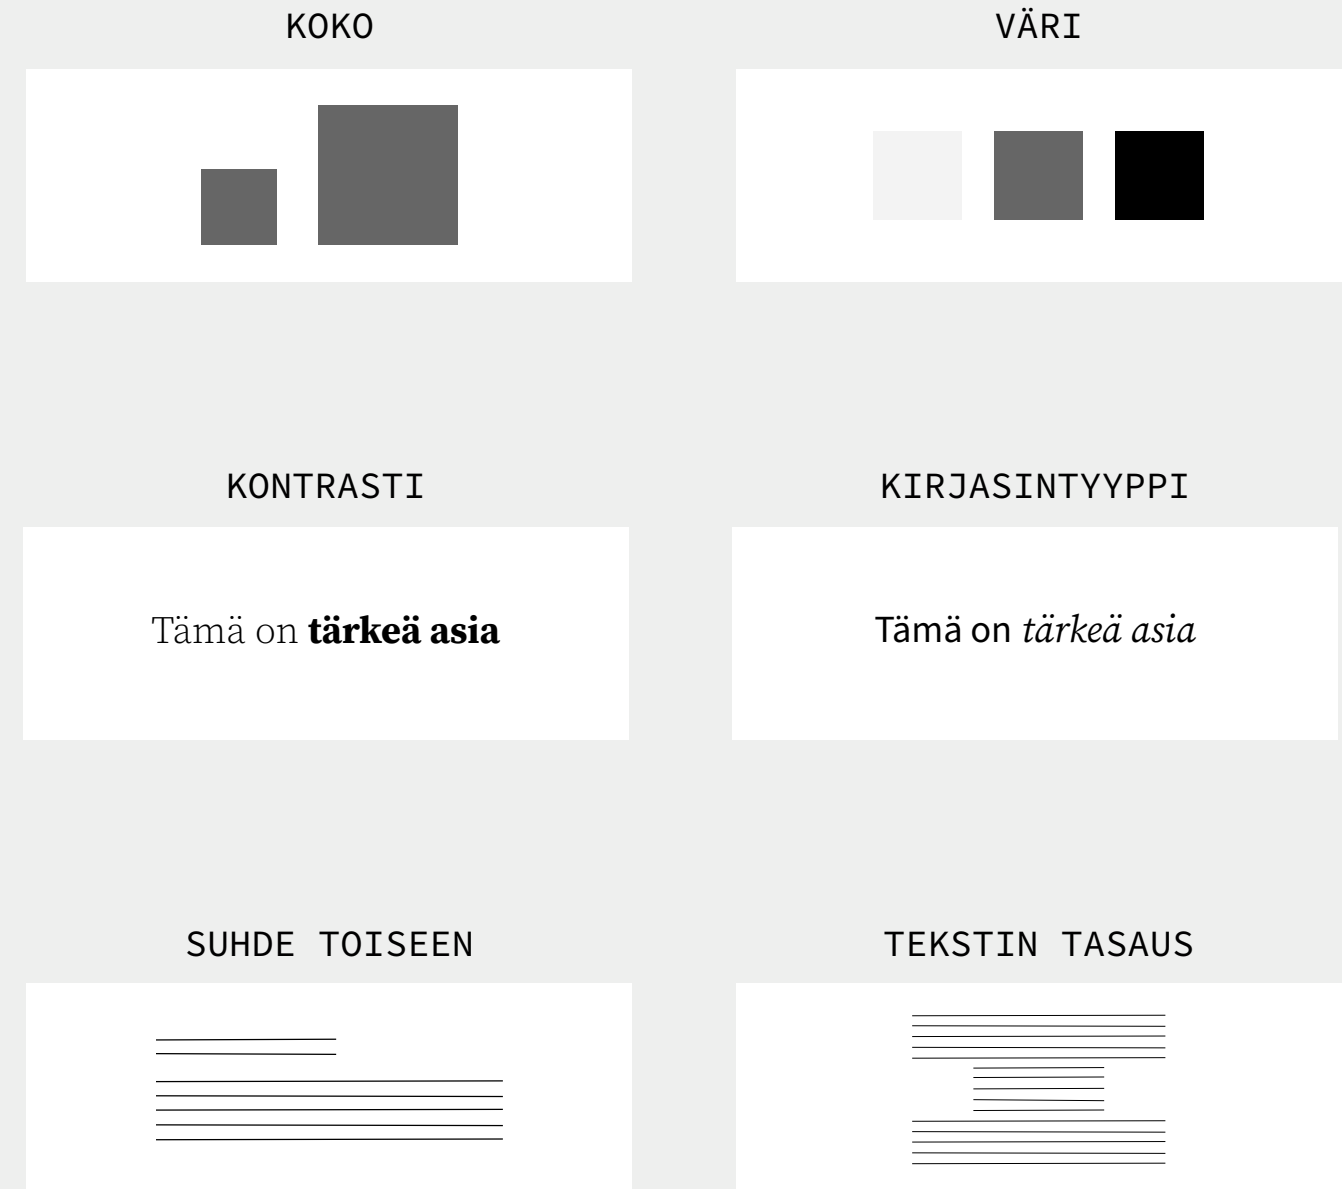 KOKO
VÄRI
KONTRASTI
KIRJASINTYYPPI
Tämä on tärkeä asia
Tämä on tärkeä asia
SUHDE TOISEEN
TEKSTIN TASAUS